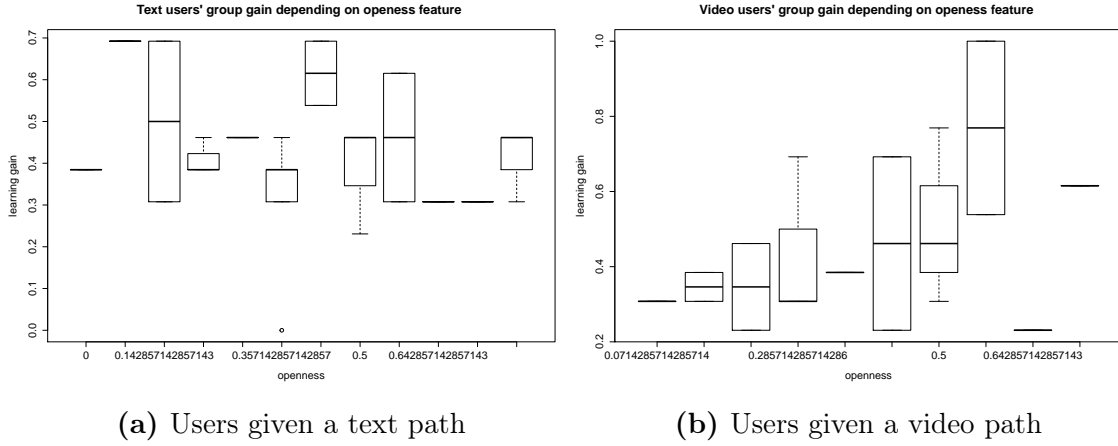 Text users' group gain depending on openess feature
learning gain
0.7
0.6
0.5
0.4
0.3
0.2
0.1
0.0
0 0.142857142857143 0.357142857142857 0.5 0.642857142857143
openness
(a) Users given a text path
Video users' group gain depending on openess feature
learning gain
1.0
0.8
0.6
0.4
0.2
0.0714285714285714 0.285714285714286 0.5 0.642857142857143
openness
(b) Users given a video path